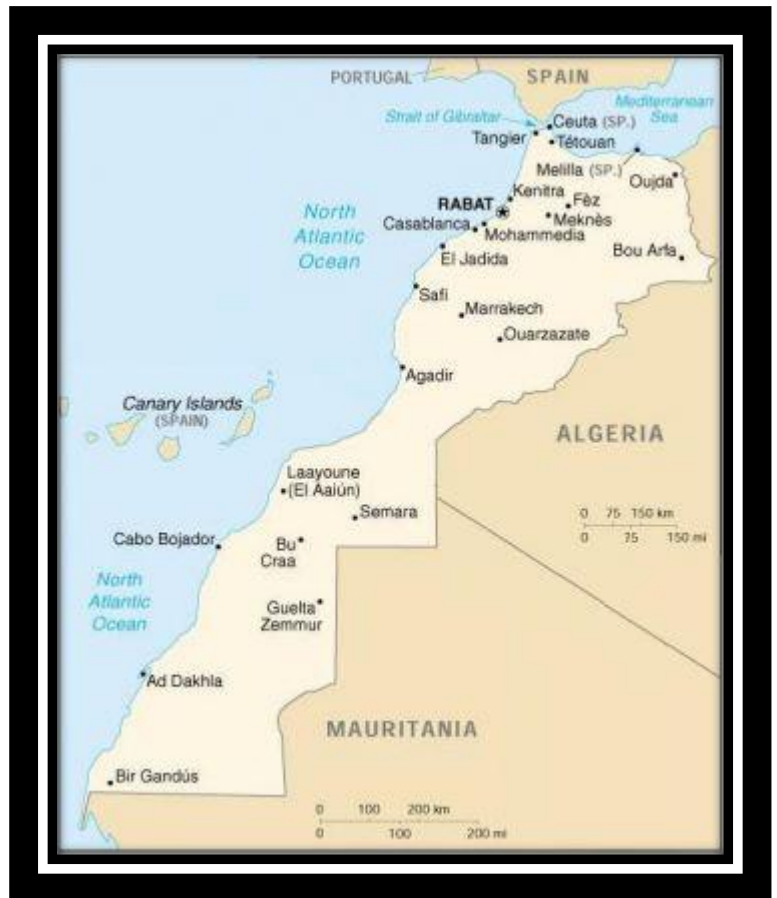 PORTUGAL
SPAIN
Strait of Gibraltar
Mediterranean
Sea
Ceuta (SP.)
Tangier
Tétouan
Melilla (SP.)
Oujda
Kenitra
RABAT
Fèz
Meknès
Casablanca
Mohammedia
North
Atlantic
Ocean
El Jadida
Bou Arfa
Safi
Marrakech
Ouarzazate
Agadir
Canary Islands
(SPAIN)
ALGERIA
Laayoune
(El Aaiún)
Semara
0 75 150 km
0 75 150 mi
Cabo Bojador
Bu
Craa
North
Atlantic
Ocean
Guelta
Zemmur
Ad Dakhla
MAURITANIA
Bir Gandús
0 100 200 km
0 100 200 mi